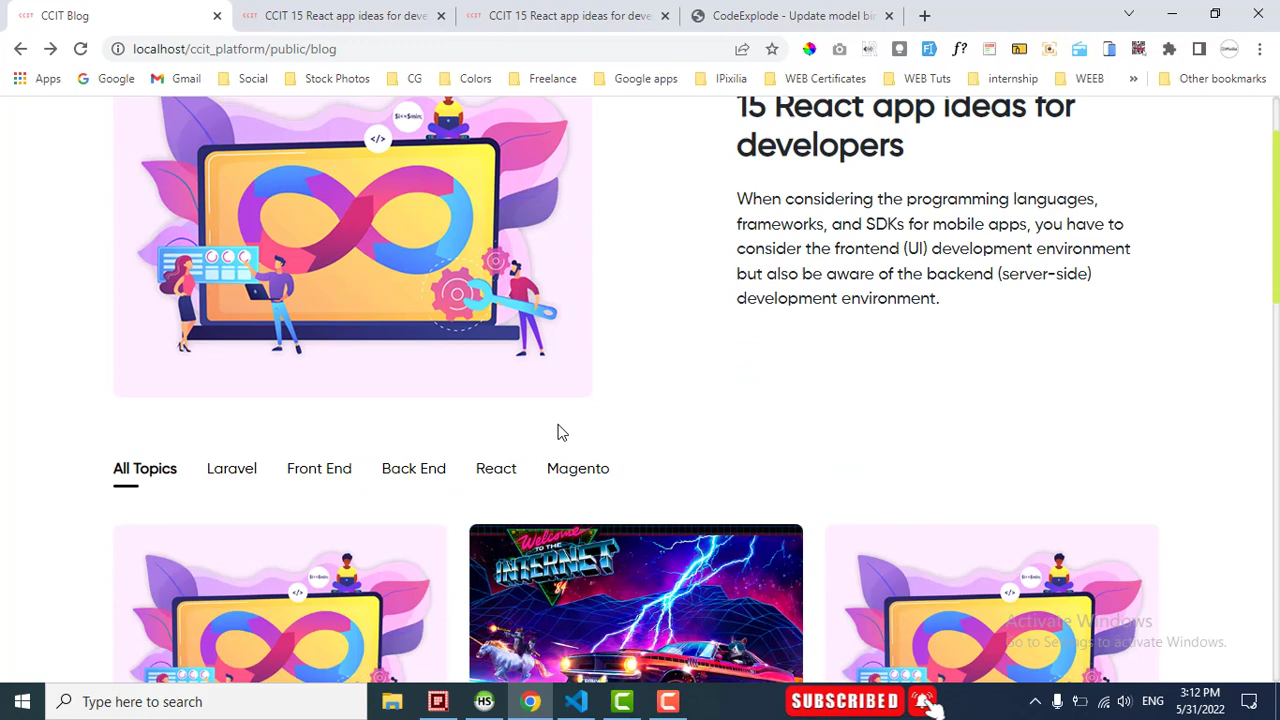 CCIT Blog
CCIT 15 React app ideas for deve
CCIT 15 React app ideas for deve
CodeExplode - Update model bin
localhost/ccit_platform/public/blog
Apps Google Gmail Social Stock Photos CG Colors Freelance Google apps Pixilia WEB Certificates WEB Tuts internship WEEB Other bookmarks
15 React app ideas for
developers
When considering the programming languages,
frameworks, and SDKs for mobile apps, you have to
consider the frontend (UI) development environment
but also be aware of the backend (server-side)
development environment.
</>
All Topics Laravel Front End Back End React Magento
Welcome
TO THE
INTERNET
</>
</>
Activate Windows
Go to Settings to activate Windows.
Type here to search
HS
SUBSCRIBED
ENG
3:12 PM
5/31/2022